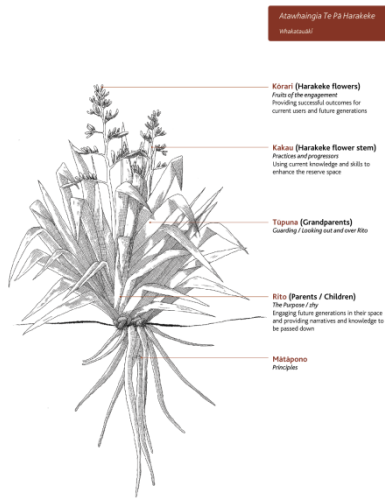 Atawhaingia Te Pā Harakeke
Whakatauākī
Kōrari (Harakeke flowers)
Fruits of the engagement
Providing successful outcomes for
current users and future generations
Kakau (Harakeke flower stem)
Practices and progressors
Using current knowledge and skills to
enhance the reserve space
Tūpuna (Grandparents)
Guarding / Looking out and over Rito
Rito (Parents / Children)
The Purpose / zhy
Engaging future generations in their space
and providing narratives and knowledge to
be passed down
Mātāpono
Principles